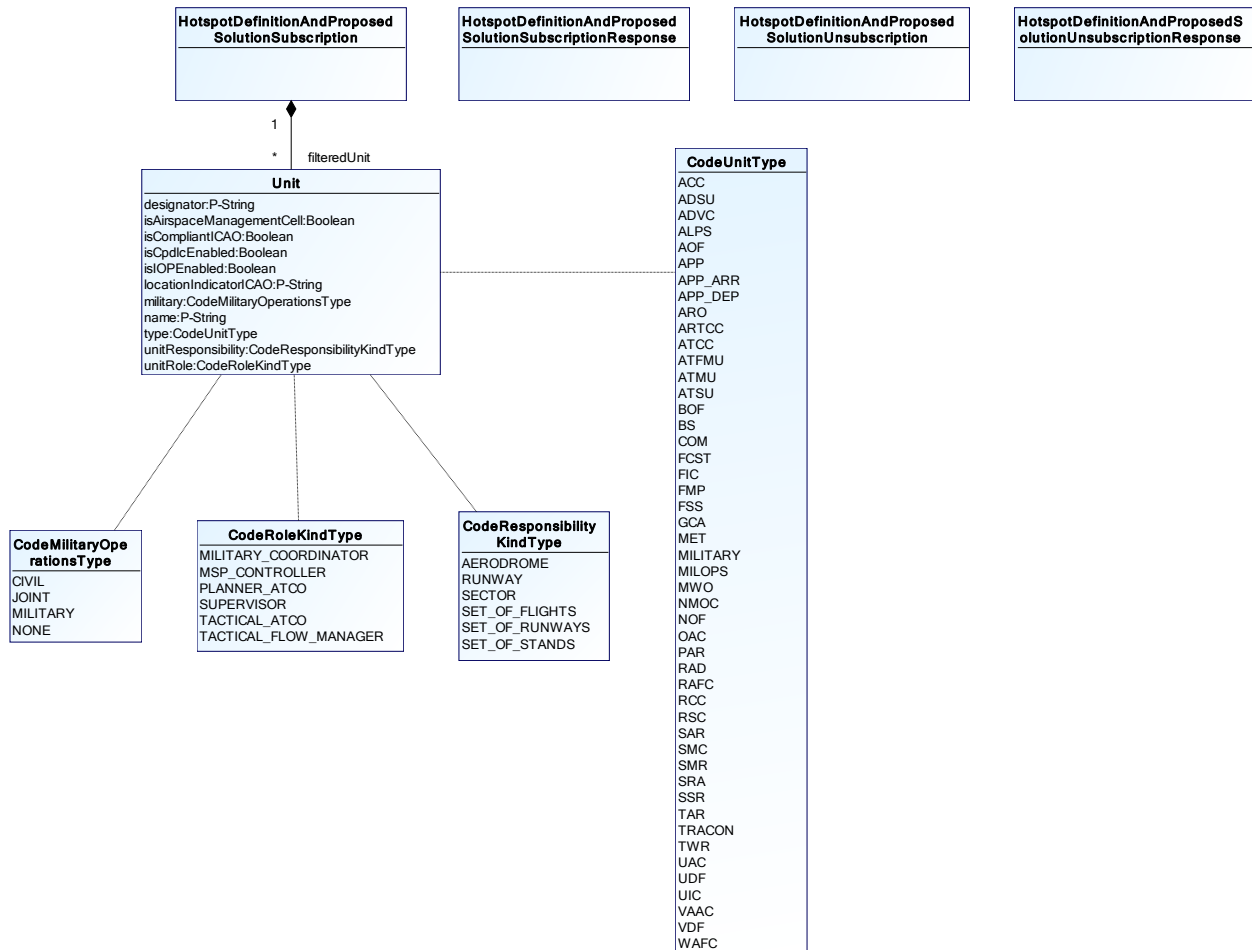 HotspotDefinitionAndProposed
SolutionSubscription
HotspotDefinitionAndProposed
SolutionSubscriptionResponse
HotspotDefinitionAndProposed
SolutionUnsubscription
HotspotDefinitionAndProposedS
olutionUnsubscriptionResponse
1
*
filteredUnit
Unit
designator:P-String
isAirspaceManagementCell:Boolean
isCompliantICAO:Boolean
isCpdlcEnabled:Boolean
isIOPEnabled:Boolean
locationIndicatorICAO:P-String
military:CodeMilitaryOperationsType
name:P-String
type:CodeUnitType
unitResponsibility:CodeResponsibilityKindType
unitRole:CodeRoleKindType
CodeUnitType
ACC
ADSU
ADVC
ALPS
AOF
APP
APP_ARR
APP_DEP
ARO
ARTCC
ATCC
ATFMU
ATMU
ATSU
BOF
BS
COM
FCST
FIC
FMP
FSS
GCA
MET
MILITARY
MILOPS
MWO
NMOC
NOF
OAC
PAR
RAD
RAFC
RCC
RSC
SAR
SMC
SMR
SRA
SSR
TAR
TRACON
TWR
UAC
UDF
UIC
VAAC
VDF
WAFC
CodeMilitaryOpe
rationsType
CIVIL
JOINT
MILITARY
NONE
CodeRoleKindType
MILITARY_COORDINATOR
MSP_CONTROLLER
PLANNER_ATCO
SUPERVISOR
TACTICAL_ATCO
TACTICAL_FLOW_MANAGER
CodeResponsibility
KindType
AERODROME
RUNWAY
SECTOR
SET_OF_FLIGHTS
SET_OF_RUNWAYS
SET_OF_STANDS